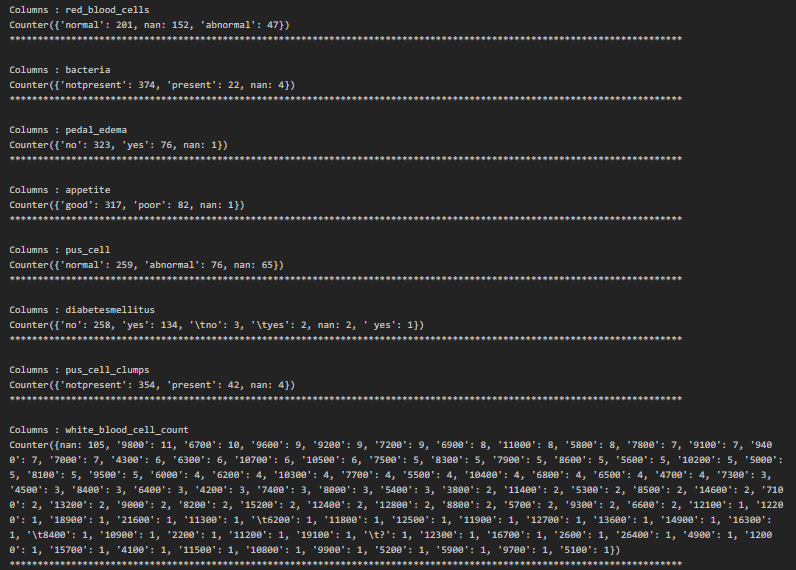 Columns : red_blood_cells
Counter({'normal': 201, nan: 152, 'abnormal': 47})
************************************************************************************************************************
Columns : bacteria
Counter({'notpresent': 374, 'present': 22, nan: 4})
************************************************************************************************************************
Columns : pedal_edema
Counter({'no': 323, 'yes': 76, nan: 1})
************************************************************************************************************************
Columns : appetite
Counter({'good': 317, 'poor': 82, nan: 1})
************************************************************************************************************************
Columns : pus_cell
Counter({'normal': 259, 'abnormal': 76, nan: 65})
************************************************************************************************************************
Columns : diabetesmellitus
Counter({'no': 258, 'yes': 134, '\tno': 3, '\tyes': 2, nan: 2, ' yes': 1})
************************************************************************************************************************
Columns : pus_cell_clumps
Counter({'notpresent': 354, 'present': 42, nan: 4})
************************************************************************************************************************
Columns : white_blood_cell_count
Counter({nan: 105, '9800': 11, '6700': 10, '9600': 9, '9200': 9, '7200': 9, '6900': 8, '11000': 8, '5800': 8, '7800': 7, '9100': 7, '940
0': 7, '7000': 7, '4300': 6, '6300': 6, '10700': 6, '10500': 6, '7500': 5, '8300': 5, '7900': 5, '8600': 5, '5600': 5, '10200': 5, '5000':
5, '8100': 5, '9500': 5, '6000': 4, '6200': 4, '10300': 4, '7700': 4, '5500': 4, '10400': 4, '6800': 4, '6500': 4, '4700': 4, '7300': 3,
'4500': 3, '8400': 3, '6400': 3, '4200': 3, '7400': 3, '8000': 3, '5400': 3, '3800': 2, '11400': 2, '5300': 2, '8500': 2, '14600': 2, '710
0': 2, '13200': 2, '9000': 2, '8200': 2, '15200': 2, '12400': 2, '12800': 2, '8800': 2, '5700': 2, '9300': 2, '6600': 2, '12100': 1, '1220
0': 1, '18900': 1, '21600': 1, '11300': 1, '\t6200': 1, '11800': 1, '12500': 1, '11900': 1, '12700': 1, '13600': 1, '14900': 1, '16300':
1, '\t8400': 1, '10900': 1, '2200': 1, '11200': 1, '19100': 1, '\t?': 1, '12300': 1, '16700': 1, '2600': 1, '26400': 1, '4900': 1, '1200
0': 1, '15700': 1, '4100': 1, '11500': 1, '10800': 1, '9900': 1, '5200': 1, '5900': 1, '9700': 1, '5100': 1})
************************************************************************************************************************